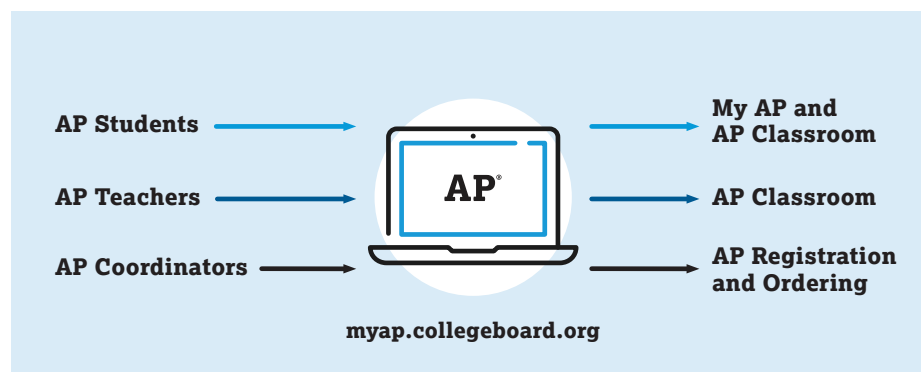 AP Students
My AP and
AP Classroom
AP®
AP Teachers
AP Classroom
AP Coordinators
AP Registration
and Ordering
myap.collegeboard.org